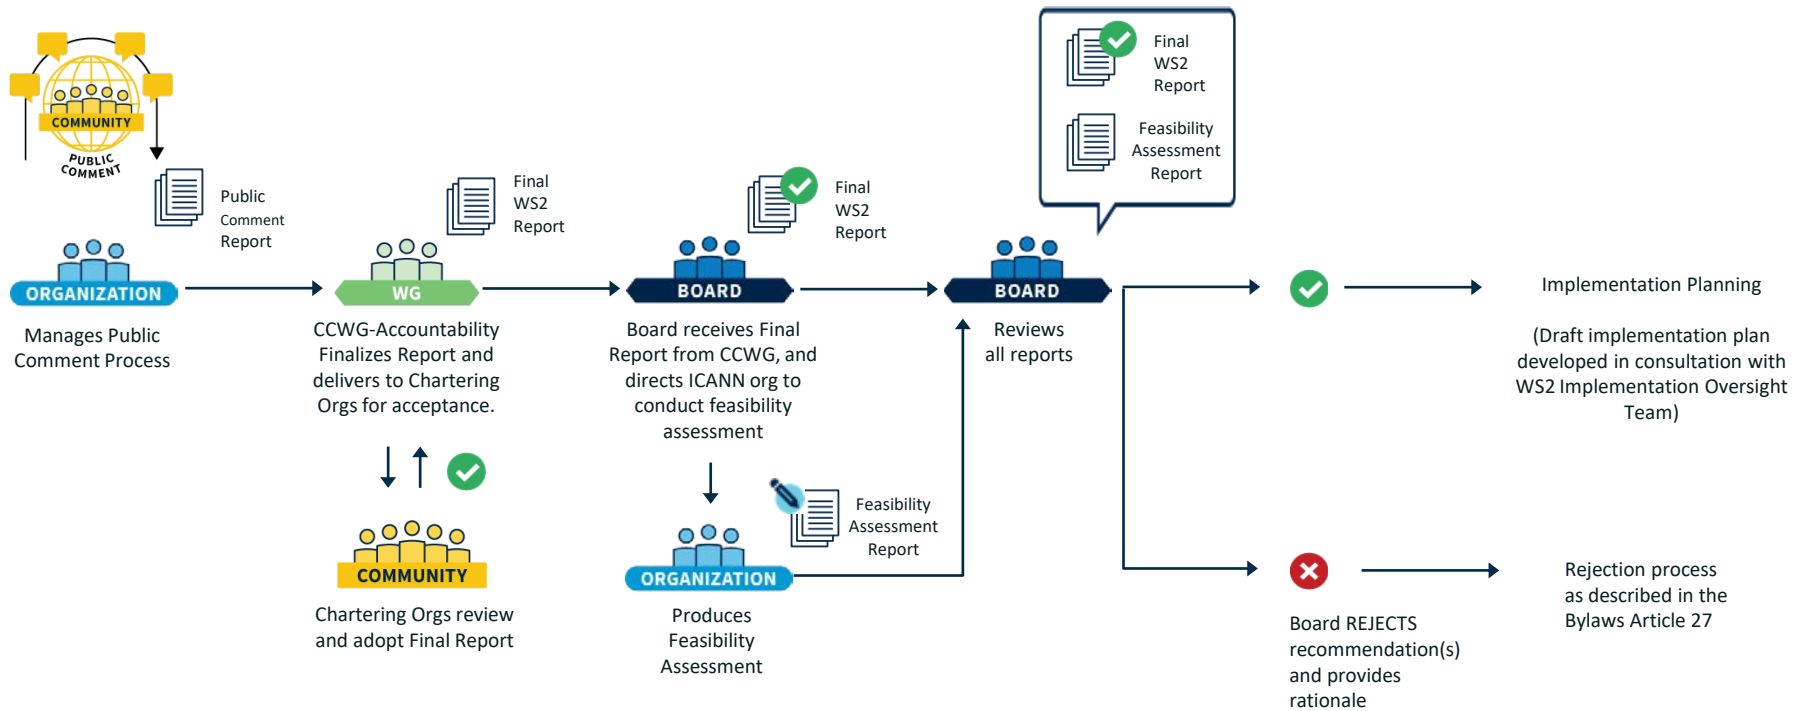 COMMUNITY
PUBLIC
COMMENT
Public
Comment
Report
ORGANIZATION
Manages Public
Comment Process
Final
WS2
Report
WG
CCWG-Accountability
Finalizes Report and
delivers to Chartering
Orgs for acceptance.
COMMUNITY
Chartering Orgs review
and adopt Final Report
Final
WS2
Report
BOARD
Board receives Final
Report from CCWG, and
directs ICANN org to
conduct feasibility
assessment
Feasibility
Assessment
Report
ORGANIZATION
Produces
Feasibility
Assessment
Final
WS2
Report
Feasibility
Assessment
Report
BOARD
Reviews
all reports
Implementation Planning
(Draft implementation plan
developed in consultation with
WS2 Implementation Oversight
Team)
Board REJECTS
recommendation(s)
and provides
rationale
Rejection process
as described in the
Bylaws Article 27